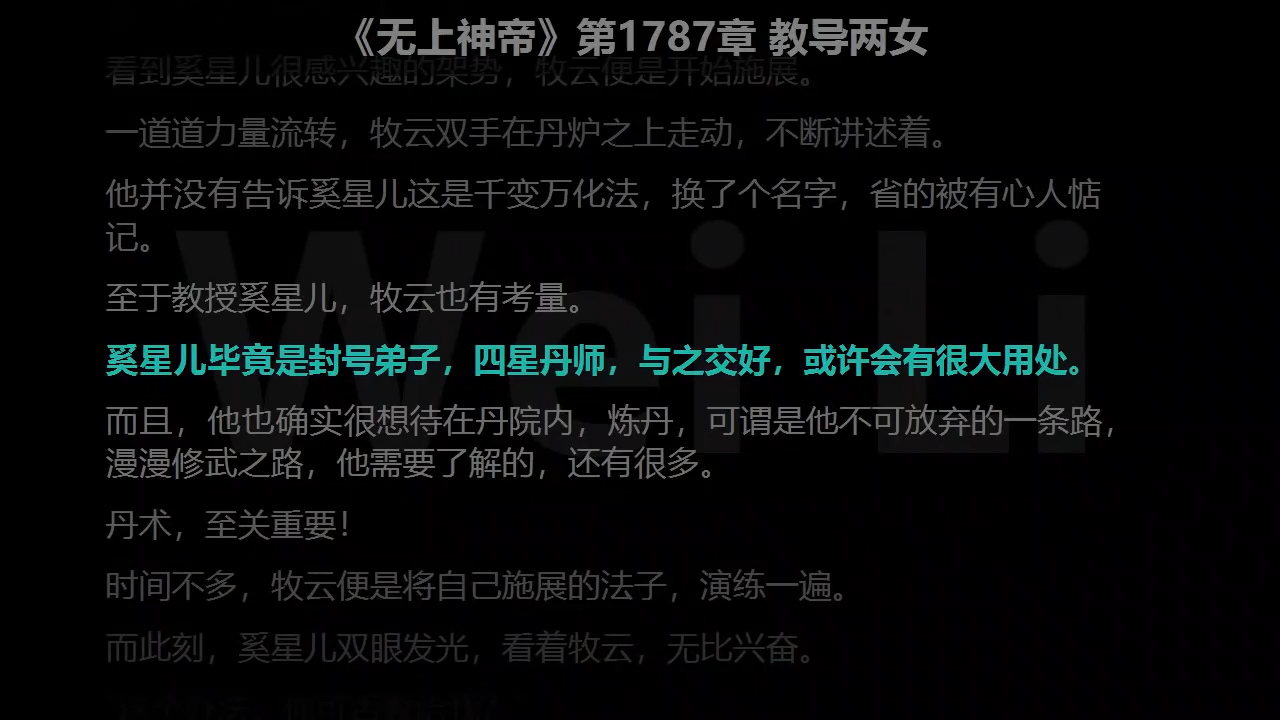 《无上神帝》第1787章 教导两女
看到奚星儿很感兴趣的架势，牧云便是开始施展。
一道道力量流转，牧云双手在丹炉之上走动，不断讲述着。
他并没有告诉奚星儿这是千变万化法，换了个名字，省的被有心人惦
记。
至于教授奚星儿，牧云也有考量。
奚星儿毕竟是封号弟子，四星丹师，与之交好，或许会有很大用处。
而且，他也确实很想待在丹院内，炼丹，可谓是他不可放弃的一条路，
漫漫修武之路，他需要了解的，还有很多。
丹术，至关重要！
时间不多，牧云便是将自己施展的法子，演练一遍。
而此刻，奚星儿双眼发光，看着牧云，无比兴奋。
Wei Li